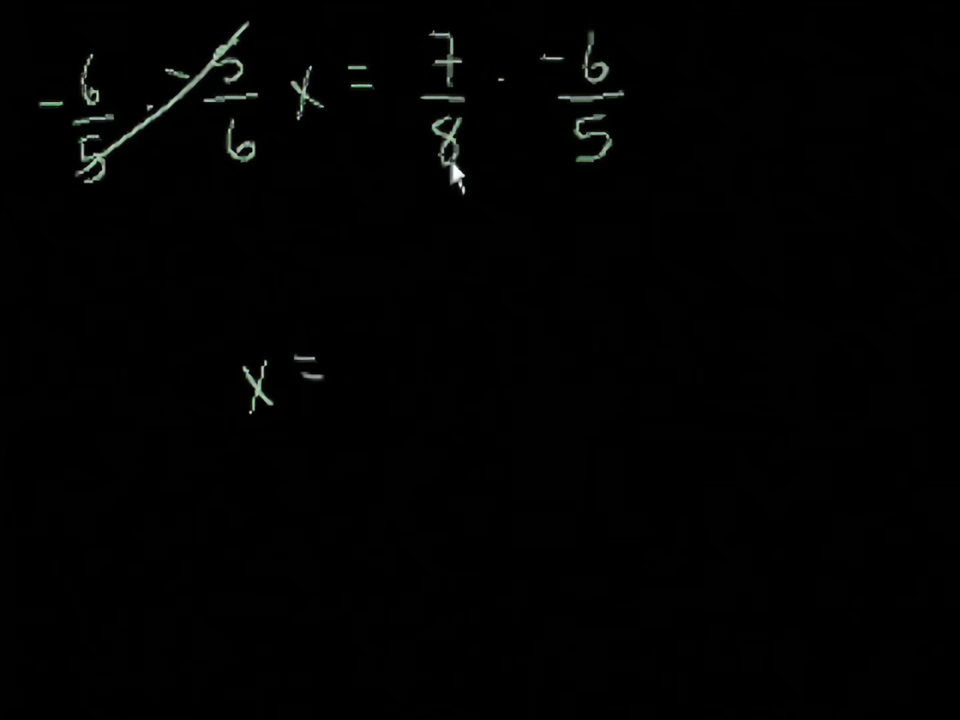 -6/5 · -5/6 x = 7/8 · -6/5
x =